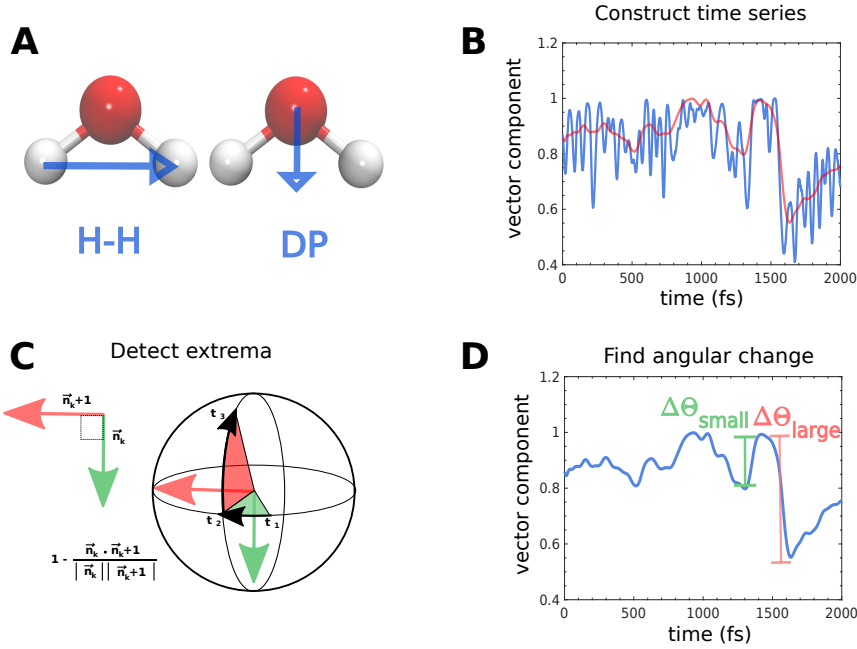 A
H-H
DP
B
Construct time series
vector component
1.2
1
0.8
0.6
0.4
0
500
1000
1500
2000
time (fs)
C
Detect extrema
n⃗ₖ+1
n⃗ₖ
t₃
t₂
t₁
1 - n⃗ₖ . n⃗ₖ+1
| n⃗ₖ | | n⃗ₖ+1 |
D
Find angular change
vector component
1.2
1
0.8
0.6
0.4
ΔΘsmall
ΔΘlarge
0
500
1000
1500
2000
time (fs)